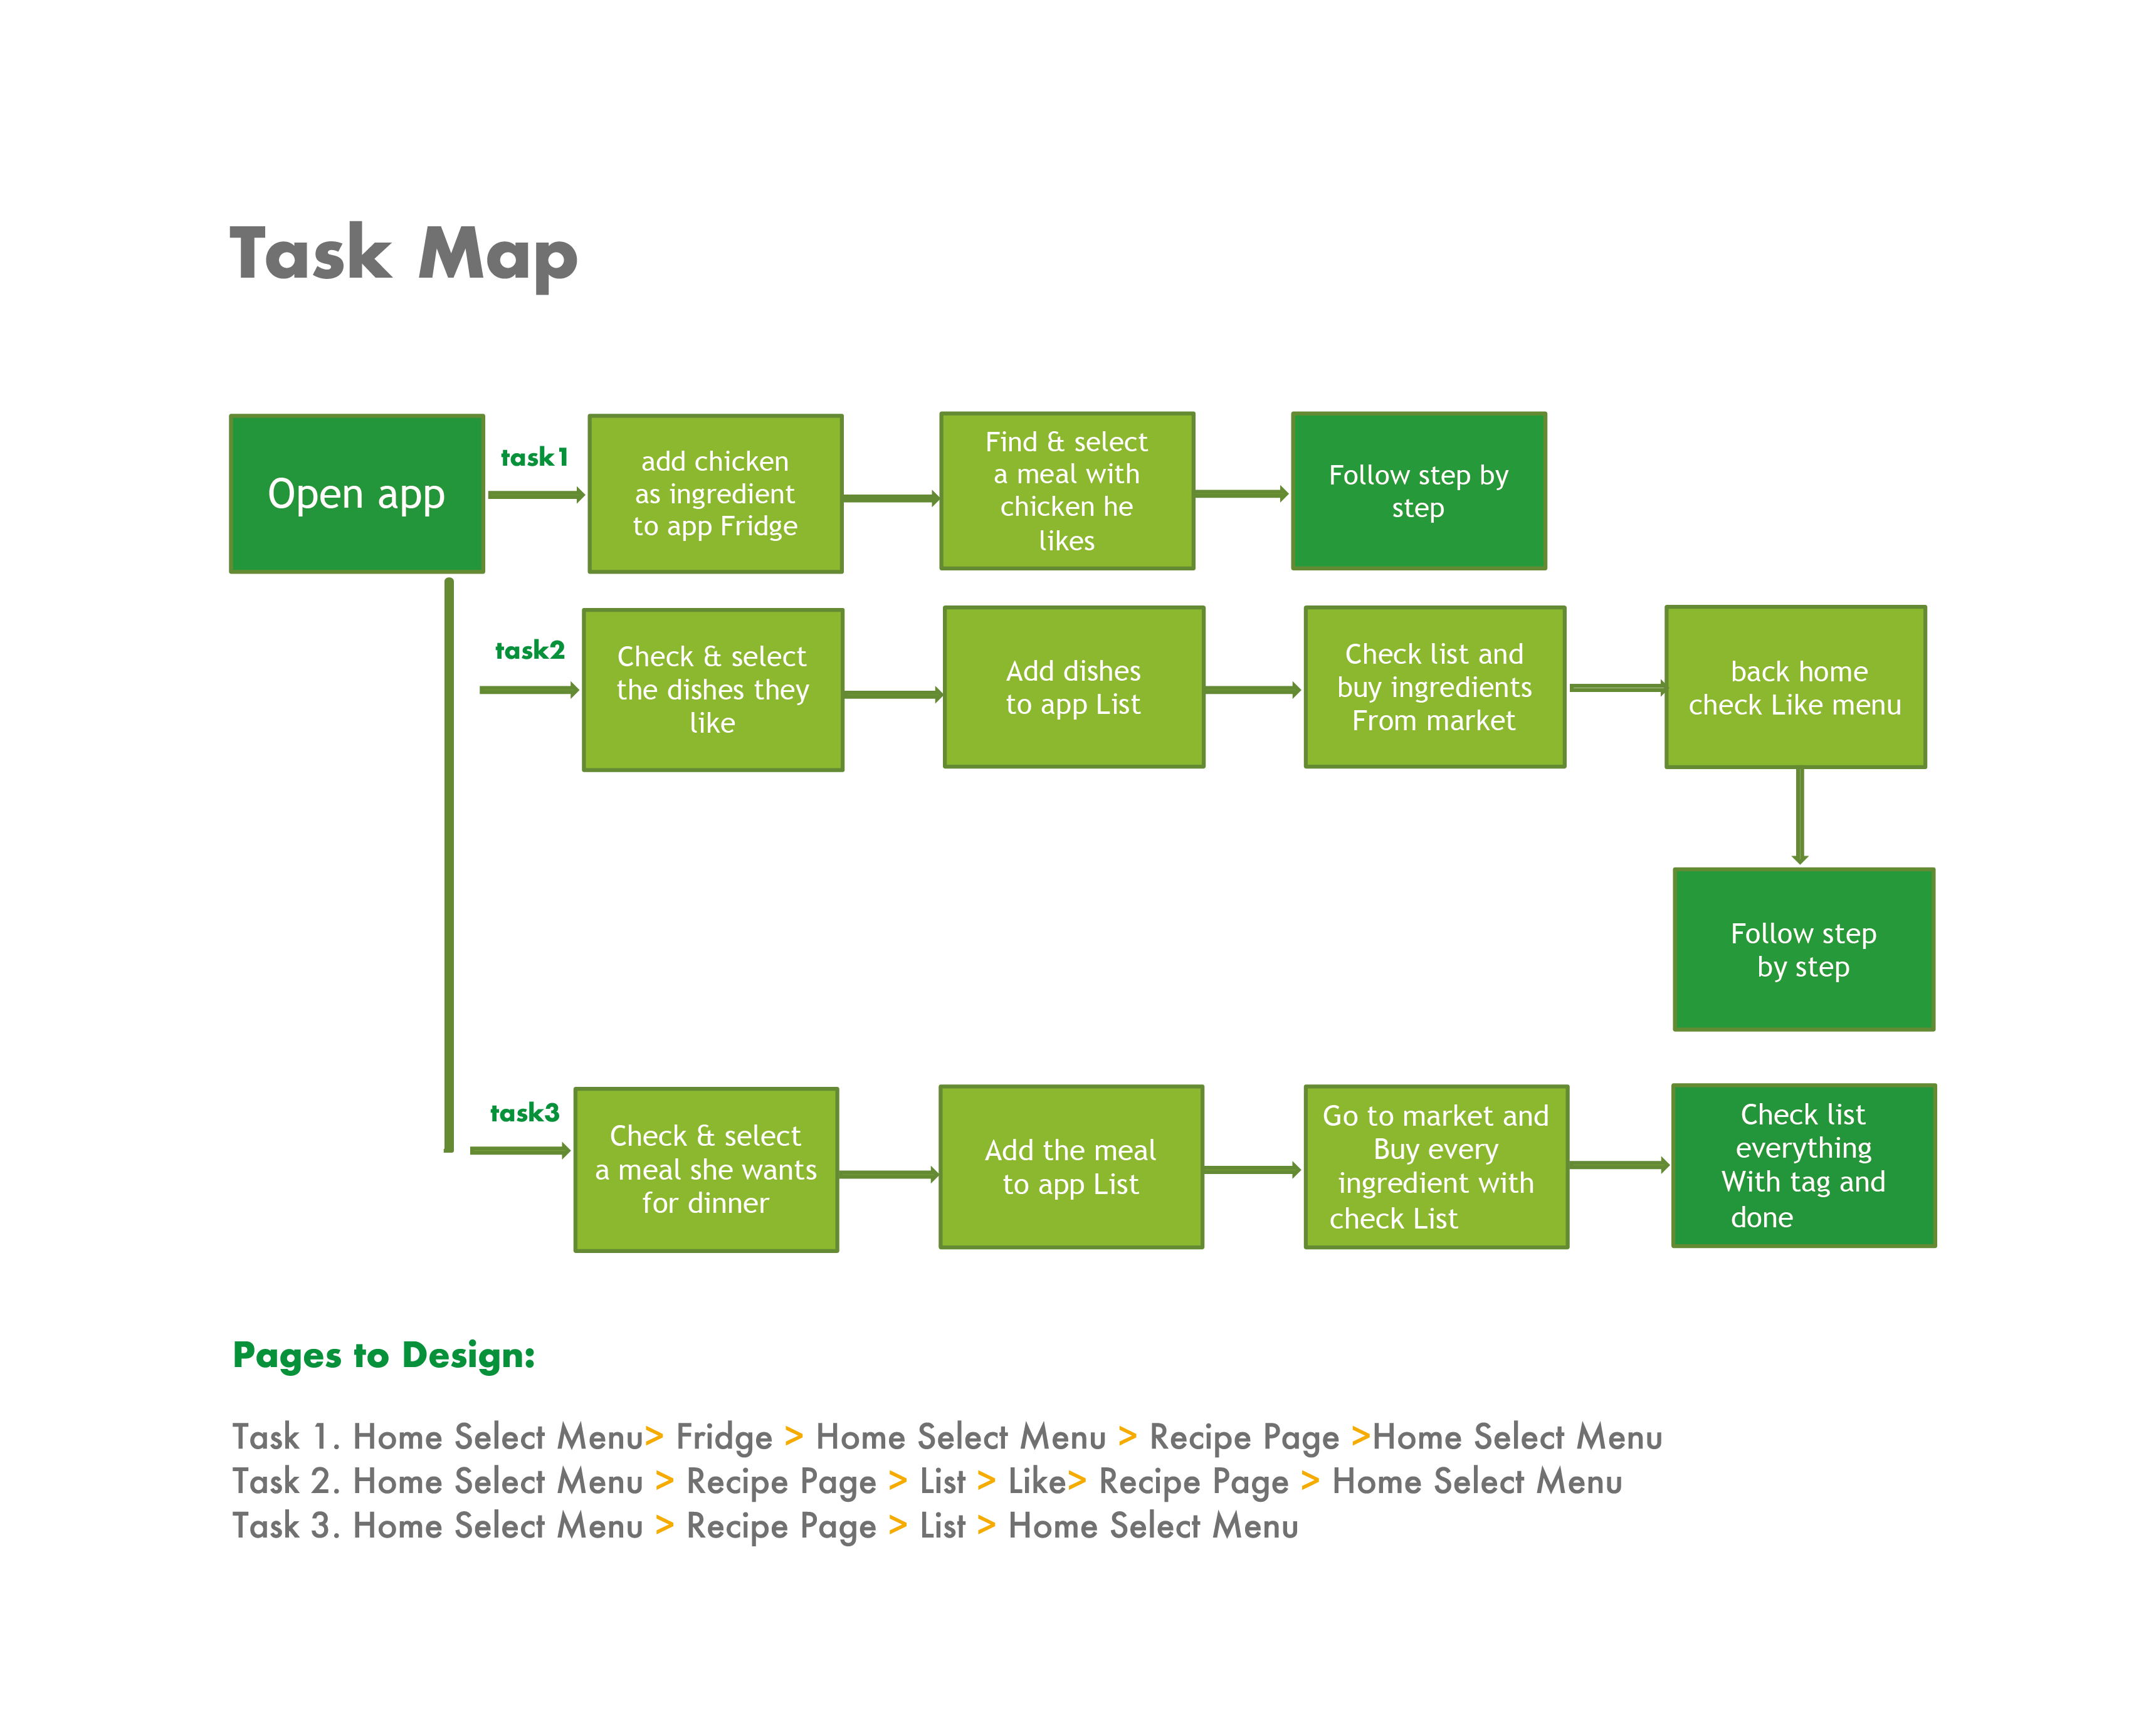 Task Map
Open app
task1
add chicken
as ingredient
to app Fridge
Find & select
a meal with
chicken he
likes
Follow step by
step
task2
Check & select
the dishes they
like
Add dishes
to app List
Check list and
buy ingredients
From market
back home
check Like menu
Follow step
by step
task3
Check & select
a meal she wants
for dinner
Add the meal
to app List
Go to market and
Buy every
ingredient with
check List
Check list
everything
With tag and
done
Pages to Design:
Task 1. Home Select Menu> Fridge > Home Select Menu > Recipe Page >Home Select Menu
Task 2. Home Select Menu > Recipe Page > List > Like> Recipe Page > Home Select Menu
Task 3. Home Select Menu > Recipe Page > List > Home Select Menu